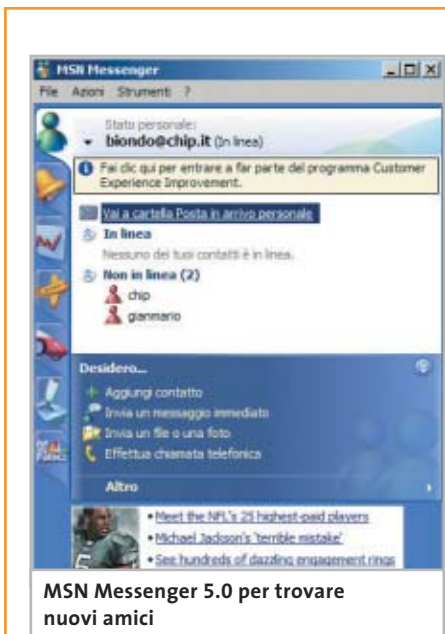 MSN Messenger
File Azioni Strumenti ?
Stato personale:
biondo@chip.it (In linea)
Fai clic qui per entrare a far parte del programma Customer
Experience Improvement.
Vai a cartella Posta in arrivo personale
In linea
Nessuno dei tuoi contatti è in linea.
Non in linea (2)
chip
gianmario
Desidero...
Aggiungi contatto
Invia un messaggio immediato
Invia un file o una foto
Effettua chiamata telefonica
Altro
•Meet the NFL's 25 highest-paid players
•Michael Jackson's 'terrible mistake'
•See hundreds of dazzling engagement rings
MSN Messenger 5.0 per trovare
nuovi amici